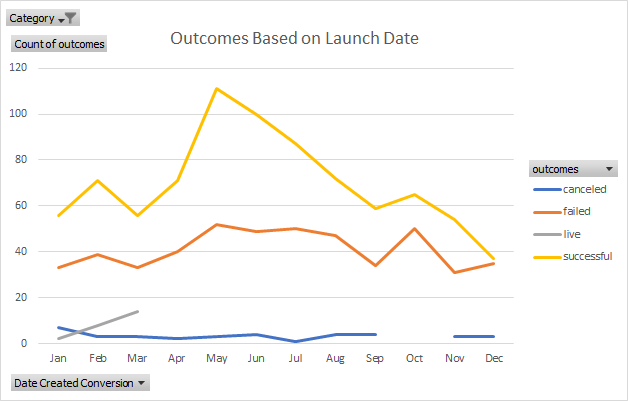 Category
Count of outcomes
Outcomes Based on Launch Date
120
100
80
60
40
20
0
Jan Feb Mar Apr May Jun Jul Aug Sep Oct Nov Dec
outcomes
canceled
failed
live
successful
Date Created Conversion